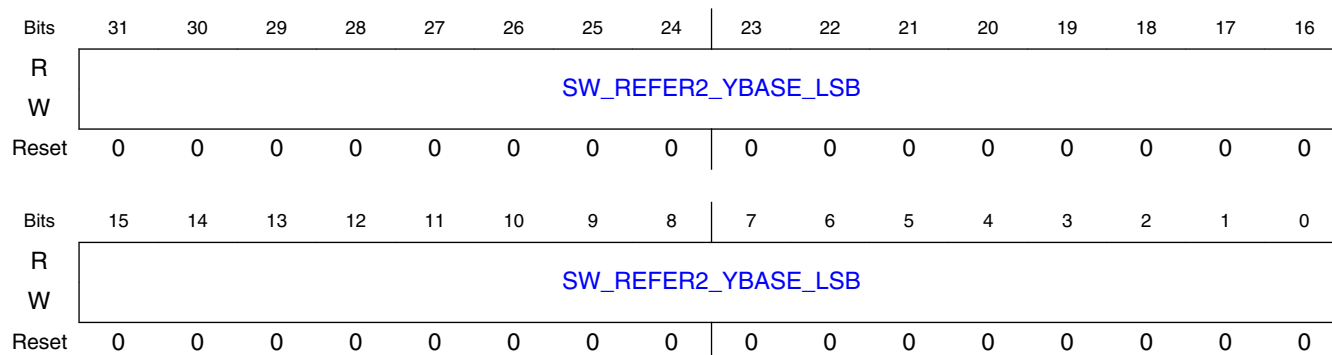 Bits 31 30 29 28 27 26 25 24 23 22 21 20 19 18 17 16
R
SW_REFER2_YBASE_LSB
W
Reset 0 0 0 0 0 0 0 0 0 0 0 0 0 0 0 0
Bits 15 14 13 12 11 10 9 8 7 6 5 4 3 2 1 0
R
SW_REFER2_YBASE_LSB
W
Reset 0 0 0 0 0 0 0 0 0 0 0 0 0 0 0 0